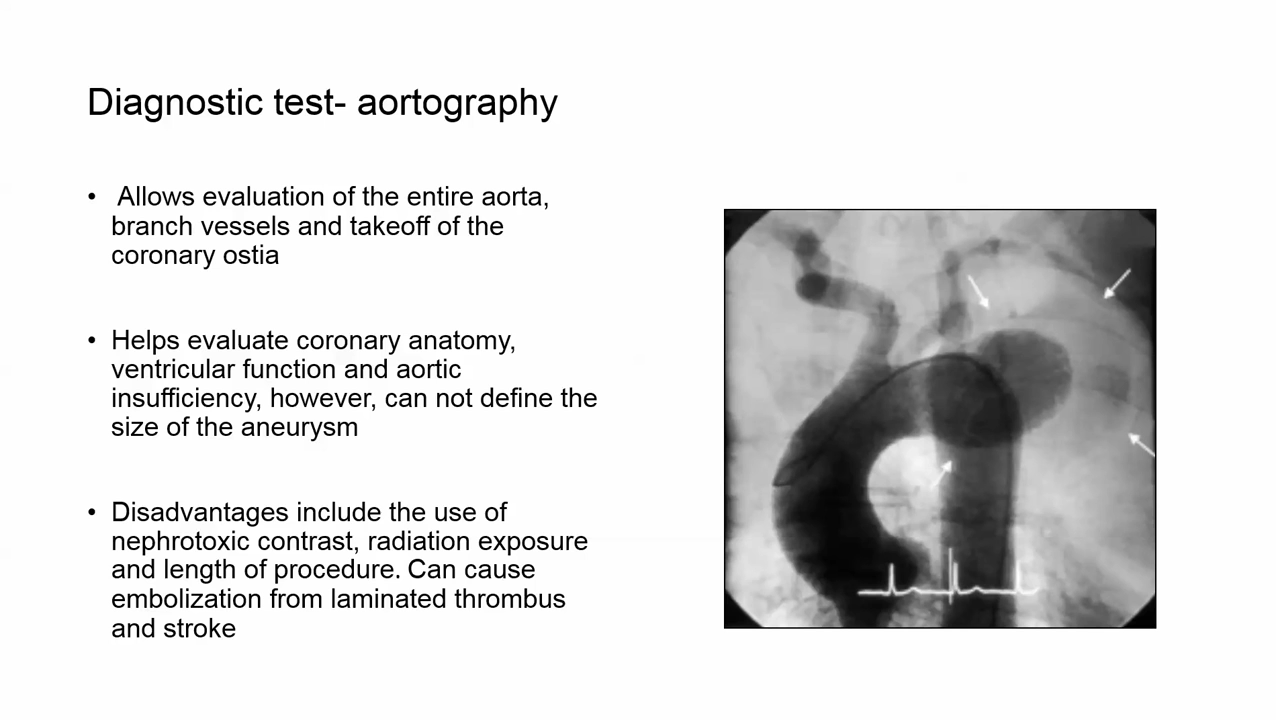 Diagnostic test- aortography
• Allows evaluation of the entire aorta,
branch vessels and takeoff of the
coronary ostia
• Helps evaluate coronary anatomy,
ventricular function and aortic
insufficiency, however, can not define the
size of the aneurysm
• Disadvantages include the use of
nephrotoxic contrast, radiation exposure
and length of procedure. Can cause
embolization from laminated thrombus
and stroke